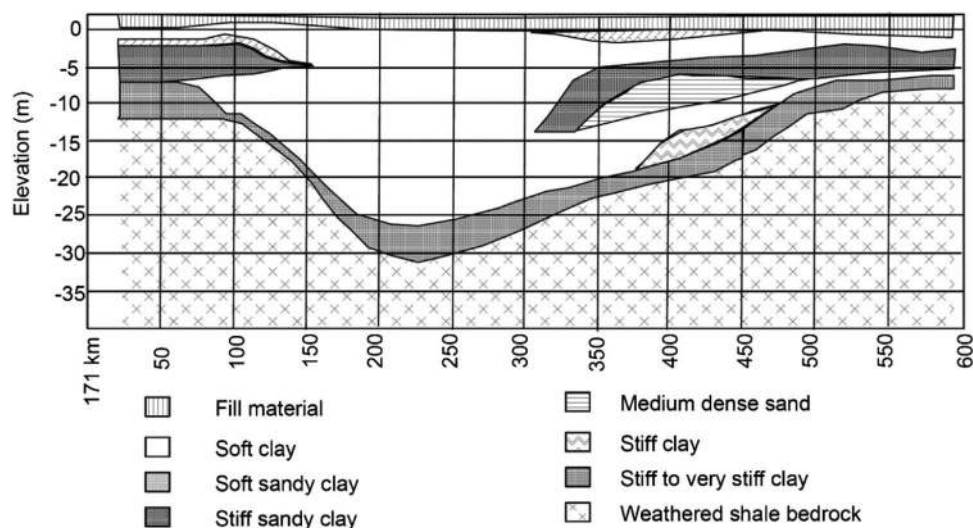 Elevation (m)
0
-5
-10
-15
-20
-25
-30
-35
171 km
50
100
150
200
250
300
350
400
450
500
550
600
Fill material
Soft clay
Soft sandy clay
Stiff sandy clay
Medium dense sand
Stiff clay
Stiff to very stiff clay
Weathered shale bedrock